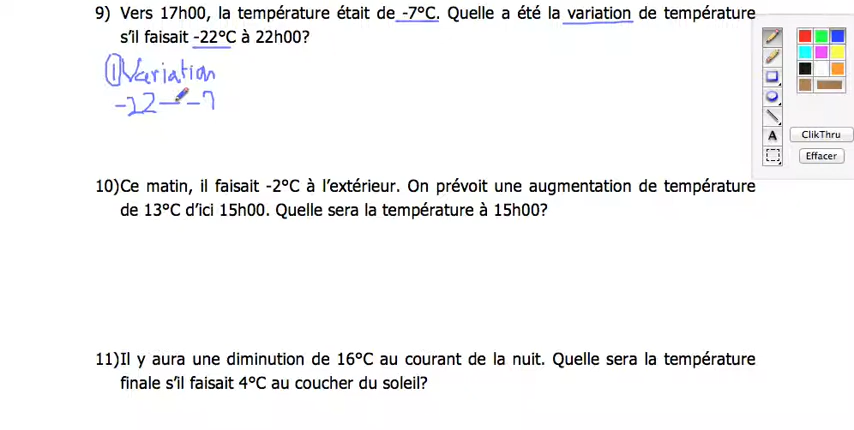 9) Vers 17h00, la température était de -7°C. Quelle a été la variation de température
s'il faisait -22°C à 22h00?
① Variation
-22 - -7
10)Ce matin, il faisait -2°C à l'extérieur. On prévoit une augmentation de température
de 13°C d'ici 15h00. Quelle sera la température à 15h00?
11)Il y aura une diminution de 16°C au courant de la nuit. Quelle sera la température
finale s'il faisait 4°C au coucher du soleil?
A
ClikThru
Effacer